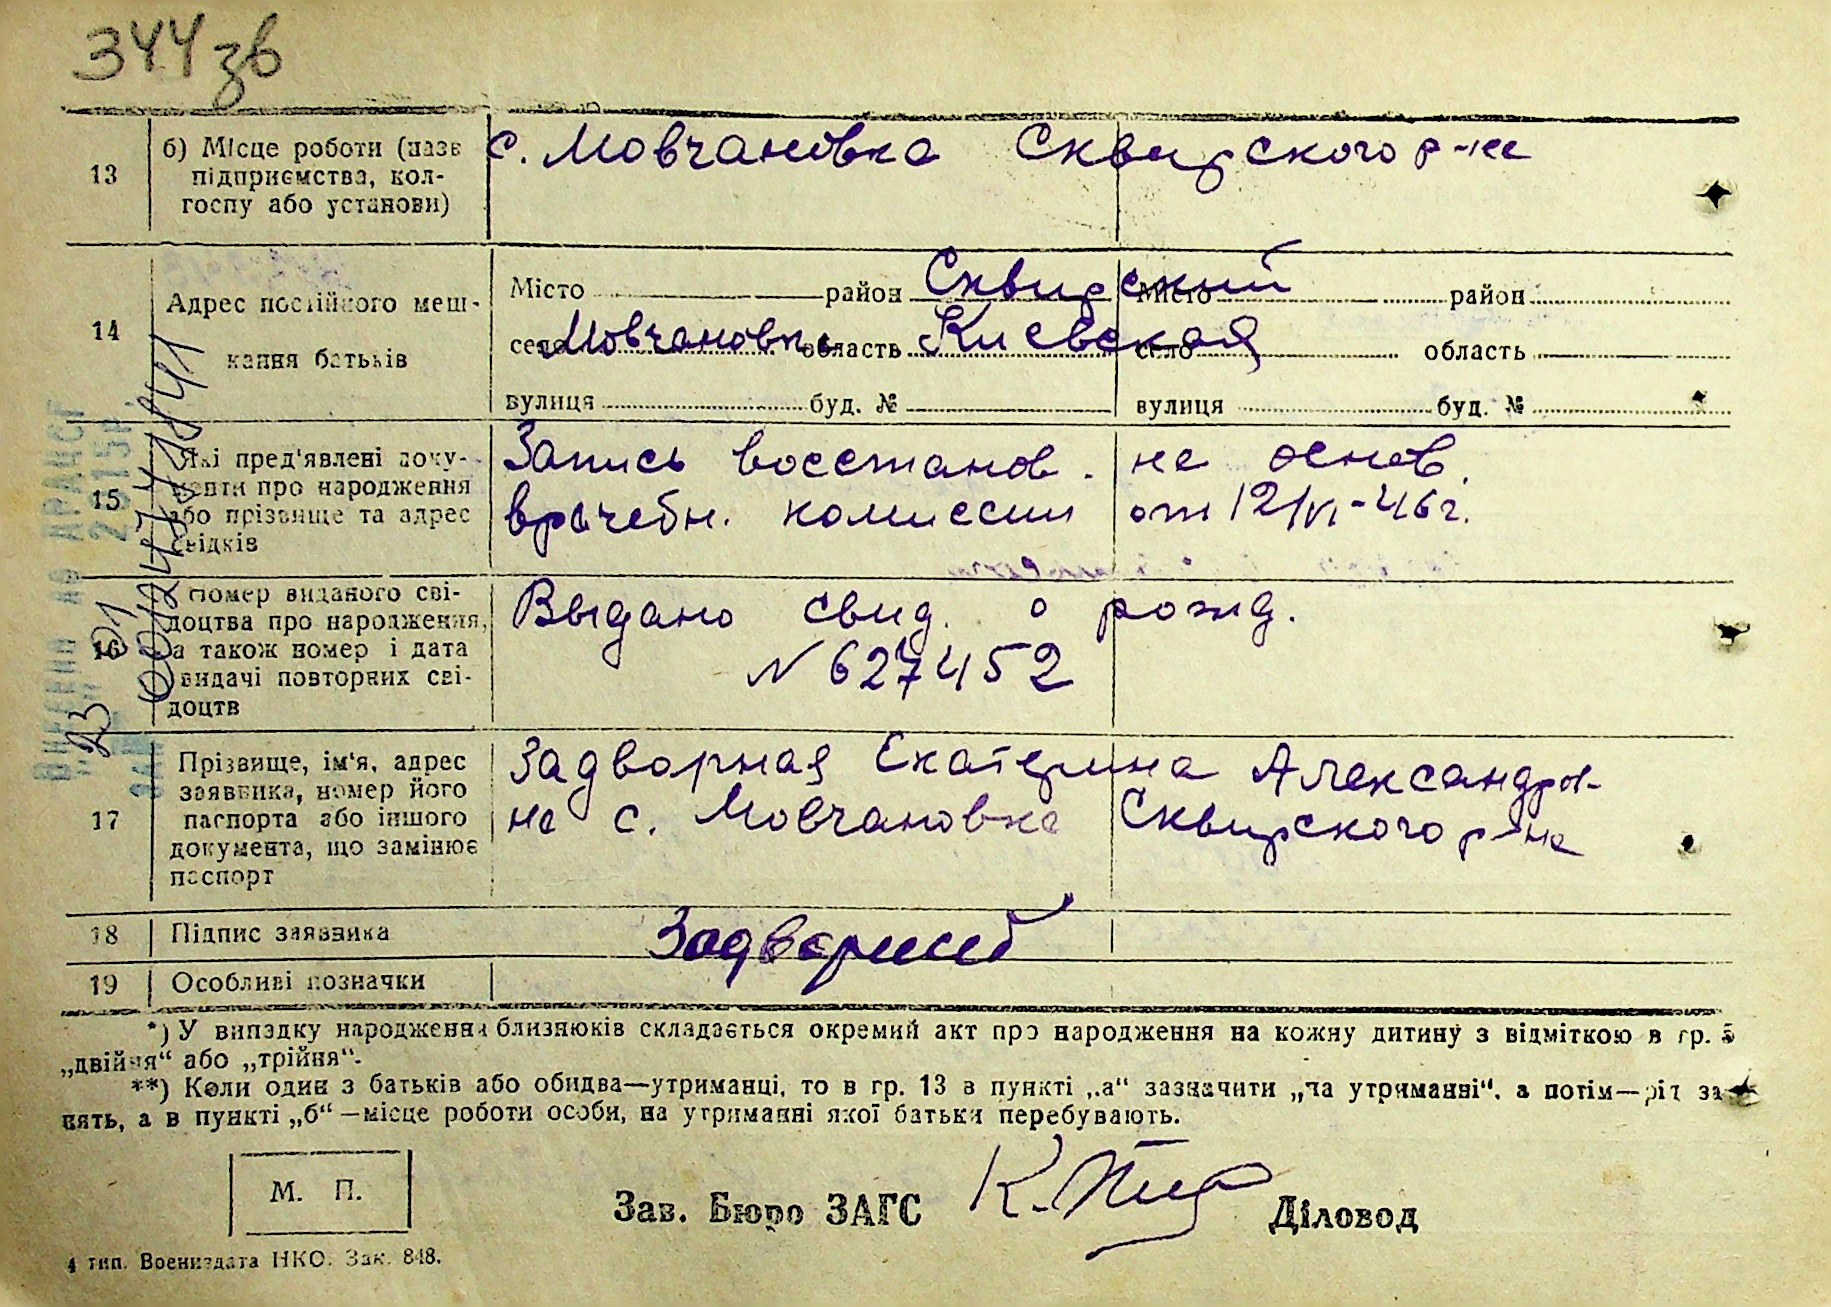 344 зв
13 б) Місце роботи (назв с. Мовчановка Сквирского р-на
підприємства, кол-
госпу або установи)
14 Адрес постійного меш-
кання батьків
Місто район Сквирский Місто район
село Мовчановка область Киевская село область
вулиця буд. № вулиця буд. №
15 Які пред'явлені доку-
менти про народження
або прізвище та адрес
свідків
Запись восстанов. на основ.
врачебн. комиссии от 12/VI-46г.
16 Номер виданого сві-
доцтва про народження,
а також номер і дата
видачі повторних сві-
доцтв
Выдано свид. о рожд.
N 627452
17 Прізвище, ім'я, адрес
заявника, номер його
паспорта або іншого
документа, що замінює
паспорт
Задворная Екатерина Александров-
на с. Мовчановка Сквирского р-на
18 Підпис заявника
19 Особливі позначки
*) У випадку народження близнюків складається окремий акт про народження на кожну дитину з відміткою в гр. 5
„двійня“ або „трійня“.
**) Коли один з батьків або обидва—утриманці, то в гр. 13 в пункті „а“ зазначити „на утриманні“, а потім—рід за
нять, а в пункті „б“—місце роботи особи, на утриманні якої батьки перебувають.
М. П.
Зав. Бюро ЗАГС Діловод
4 тип. Воениздата НКО. Зак. 848.